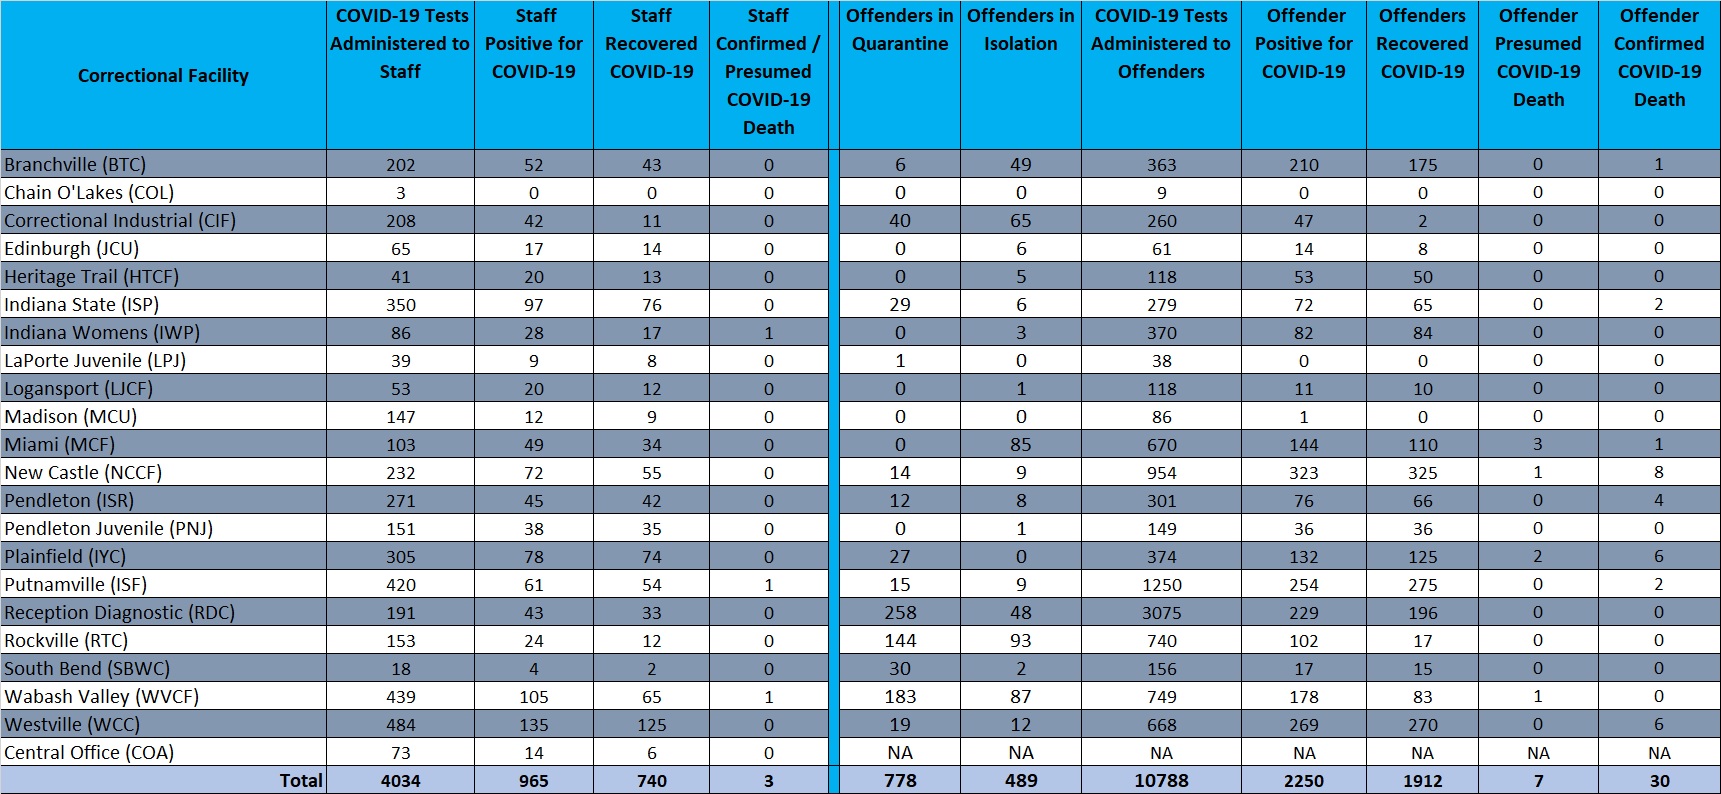 Correctional Facility | COVID-19 Tests Administered to Staff | Staff Positive for COVID-19 | Staff Recovered COVID-19 | Staff Confirmed / Presumed COVID-19 Death | Offenders in Quarantine | Offenders in Isolation | COVID-19 Tests Administered to Offenders | Offender Positive for COVID-19 | Offenders Recovered COVID-19 | Offender Presumed COVID-19 Death | Offender Confirmed COVID-19 Death
Branchville (BTC) 202 52 43 0 6 49 363 210 175 0 1
Chain O'Lakes (COL) 3 0 0 0 0 0 9 0 0 0 0
Correctional Industrial (CIF) 208 42 11 0 40 65 260 47 2 0 0
Edinburgh (JCU) 65 17 14 0 0 6 61 14 8 0 0
Heritage Trail (HTCF) 41 20 13 0 0 5 118 53 50 0 0
Indiana State (ISP) 350 97 76 0 29 6 279 72 65 0 2
Indiana Womens (IWP) 86 28 17 1 0 3 370 82 84 0 0
LaPorte Juvenile (LPJ) 39 9 8 0 1 0 38 0 0 0 0
Logansport (LJCF) 53 20 12 0 0 1 118 11 10 0 0
Madison (MCU) 147 12 9 0 0 0 86 1 0 0 0
Miami (MCF) 103 49 34 0 0 85 670 144 110 3 1
New Castle (NCCF) 232 72 55 0 14 9 954 323 325 1 8
Pendleton (ISR) 271 45 42 0 12 8 301 76 66 0 4
Pendleton Juvenile (PNJ) 151 38 35 0 0 1 149 36 36 0 0
Plainfield (IYC) 305 78 74 0 27 0 374 132 125 2 6
Putnamville (ISF) 420 61 54 1 15 9 1250 254 275 0 2
Reception Diagnostic (RDC) 191 43 33 0 258 48 3075 229 196 0 0
Rockville (RTC) 153 24 12 0 144 93 740 102 17 0 0
South Bend (SBWC) 18 4 2 0 30 2 156 17 15 0 0
Wabash Valley (WVCF) 439 105 65 1 183 87 749 178 83 1 0
Westville (WCC) 484 135 125 0 19 12 668 269 270 0 6
Central Office (COA) 73 14 6 0 NA NA NA NA NA NA NA
Total 4034 965 740 3 778 489 10788 2250 1912 7 30